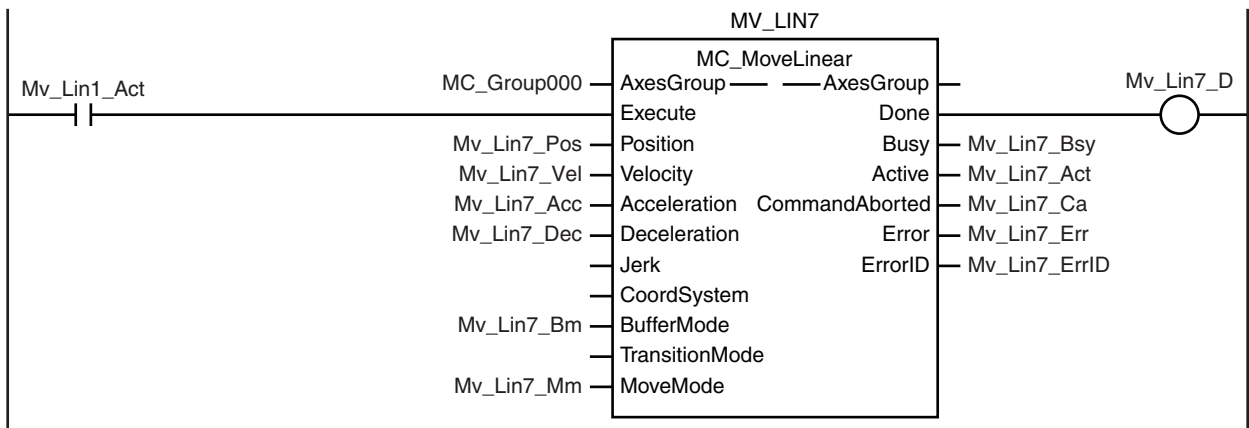 MV_LIN7
MC_MoveLinear
Mv_Lin1_Act
MC_Group000 AxesGroup AxesGroup Mv_Lin7_D
Execute Done
Mv_Lin7_Pos Position Busy Mv_Lin7_Bsy
Mv_Lin7_Vel Velocity Active Mv_Lin7_Act
Mv_Lin7_Acc Acceleration CommandAborted Mv_Lin7_Ca
Mv_Lin7_Dec Deceleration Error Mv_Lin7_Err
Jerk ErrorID Mv_Lin7_ErrID
CoordSystem
Mv_Lin7_Bm BufferMode
TransitionMode
Mv_Lin7_Mm MoveMode